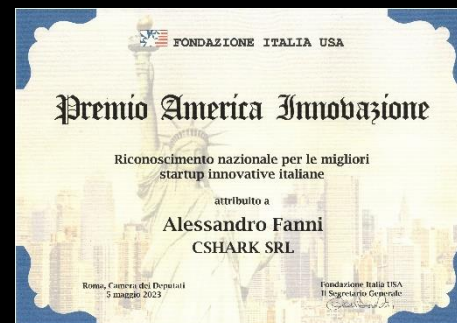 FONDAZIONE ITALIA USA
Premio America Innovazione
Riconoscimento nazionale per le migliori
startup innovative italiane
attribuito a
Alessandro Fanni
CSHARK SRL
Roma, Camera dei Deputati
5 maggio 2023
Fondazione Italia USA
Il Segretario Generale